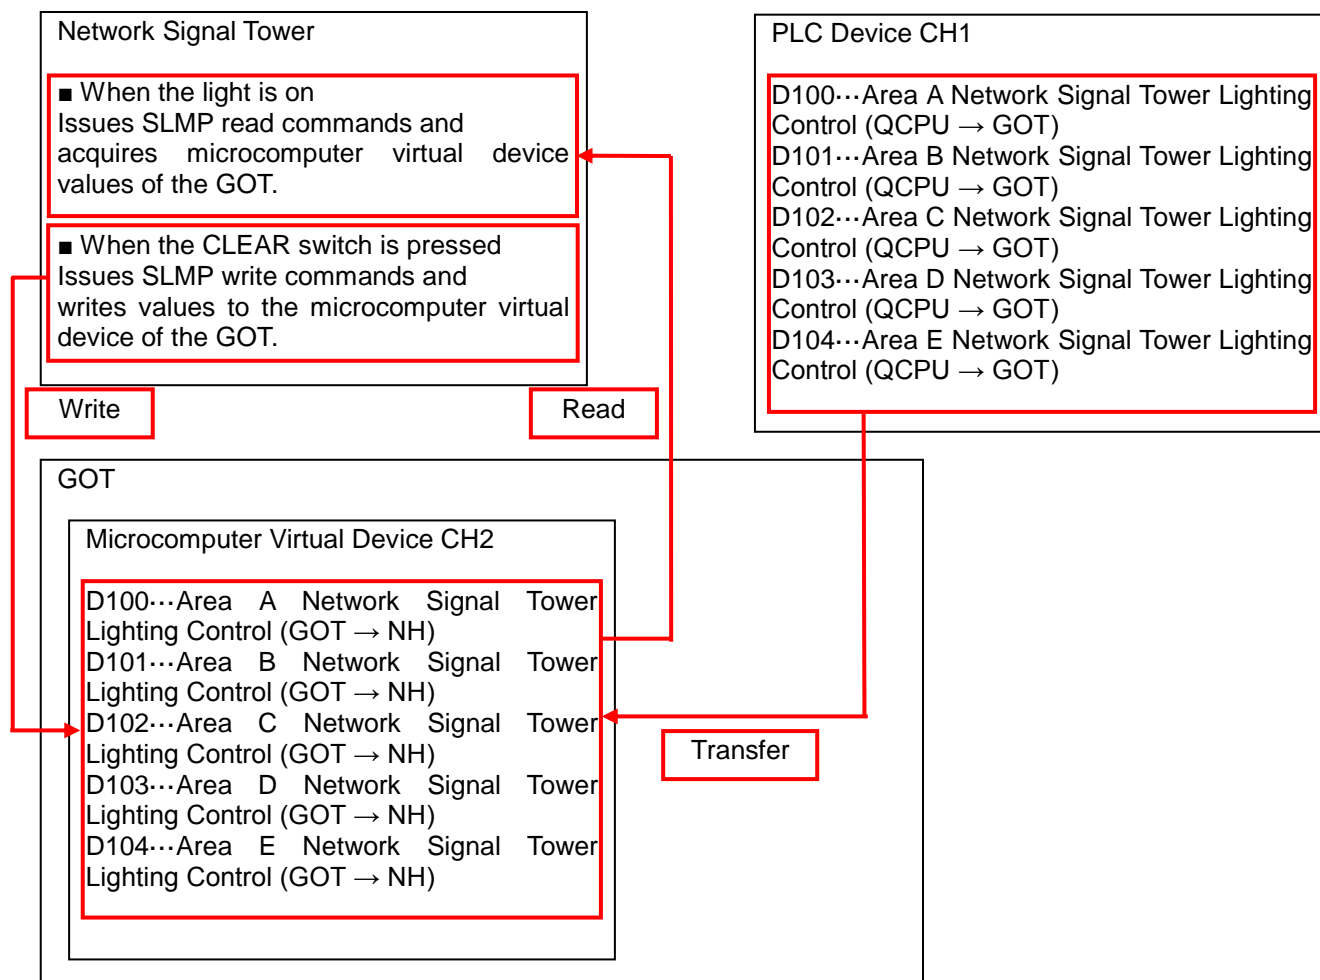 Network Signal Tower
■ When the light is on
Issues SLMP read commands and
acquires microcomputer virtual device
values of the GOT.
■ When the CLEAR switch is pressed
Issues SLMP write commands and
writes values to the microcomputer virtual
device of the GOT.
Write
Read
PLC Device CH1
D100⋯Area A Network Signal Tower Lighting
Control (QCPU → GOT)
D101⋯Area B Network Signal Tower Lighting
Control (QCPU → GOT)
D102⋯Area C Network Signal Tower Lighting
Control (QCPU → GOT)
D103⋯Area D Network Signal Tower Lighting
Control (QCPU → GOT)
D104⋯Area E Network Signal Tower Lighting
Control (QCPU → GOT)
GOT
Microcomputer Virtual Device CH2
D100⋯Area A Network Signal Tower
Lighting Control (GOT → NH)
D101⋯Area B Network Signal Tower
Lighting Control (GOT → NH)
D102⋯Area C Network Signal Tower
Lighting Control (GOT → NH)
D103⋯Area D Network Signal Tower
Lighting Control (GOT → NH)
D104⋯Area E Network Signal Tower
Lighting Control (GOT → NH)
Transfer